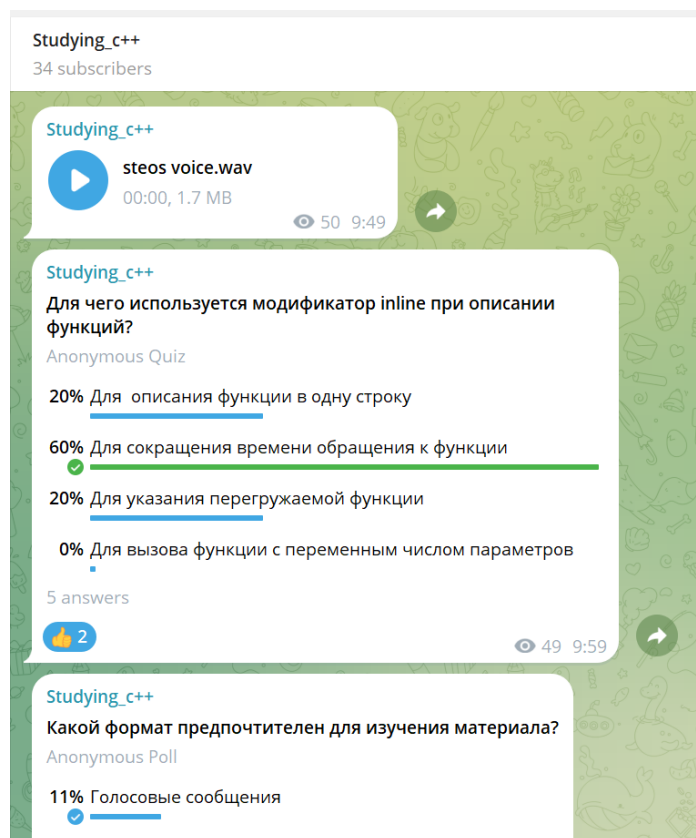 Studying_c++
34 subscribers
Studying_c++
steos voice.wav
00:00, 1.7 MB
50 9:49
Studying_c++
Для чего используется модификатор inline при описании
функций?
Anonymous Quiz
20% Для описания функции в одну строку
60% Для сокращения времени обращения к функции
20% Для указания перегружаемой функции
0% Для вызова функции с переменным числом параметров
5 answers
2
49 9:59
Studying_c++
Какой формат предпочтителен для изучения материала?
Anonymous Poll
11% Голосовые сообщения